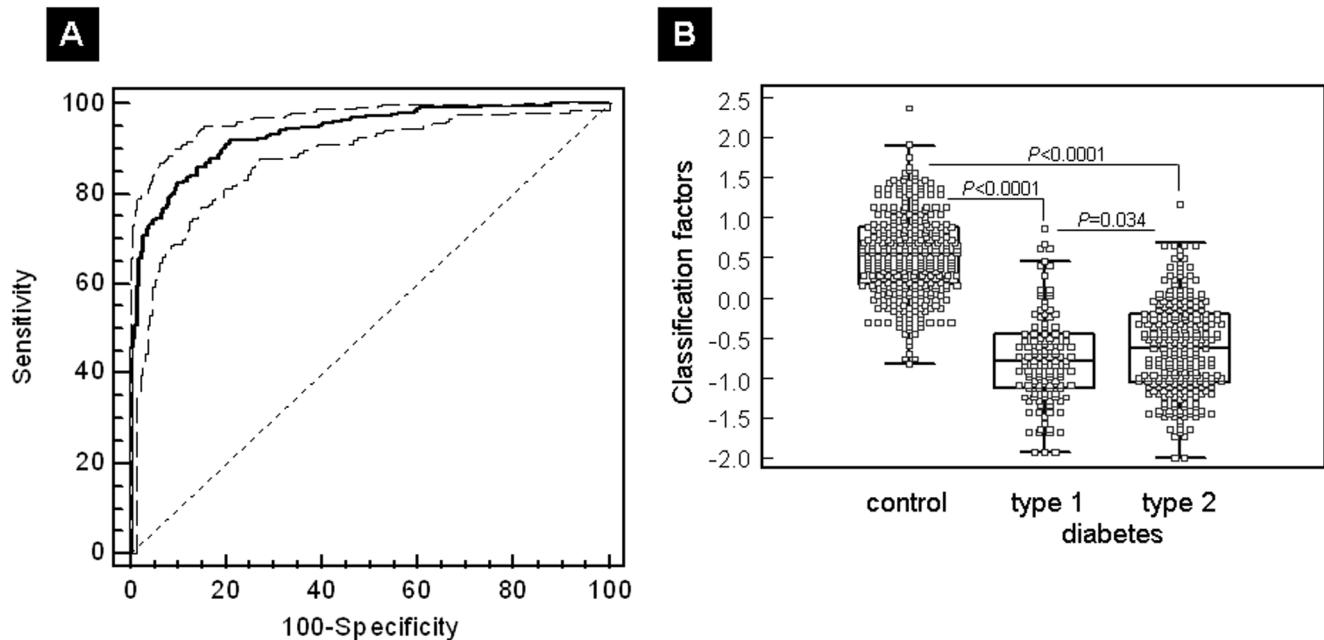 A
Sensitivity
100
80
60
40
20
0
0 20 40 60 80 100
100-Specificity
B
Classification factors
2.5
2.0
1.5
1.0
0.5
0.0
-0.5
-1.0
-1.5
-2.0
P<0.0001
P<0.0001
P=0.034
control type 1 type 2
diabetes